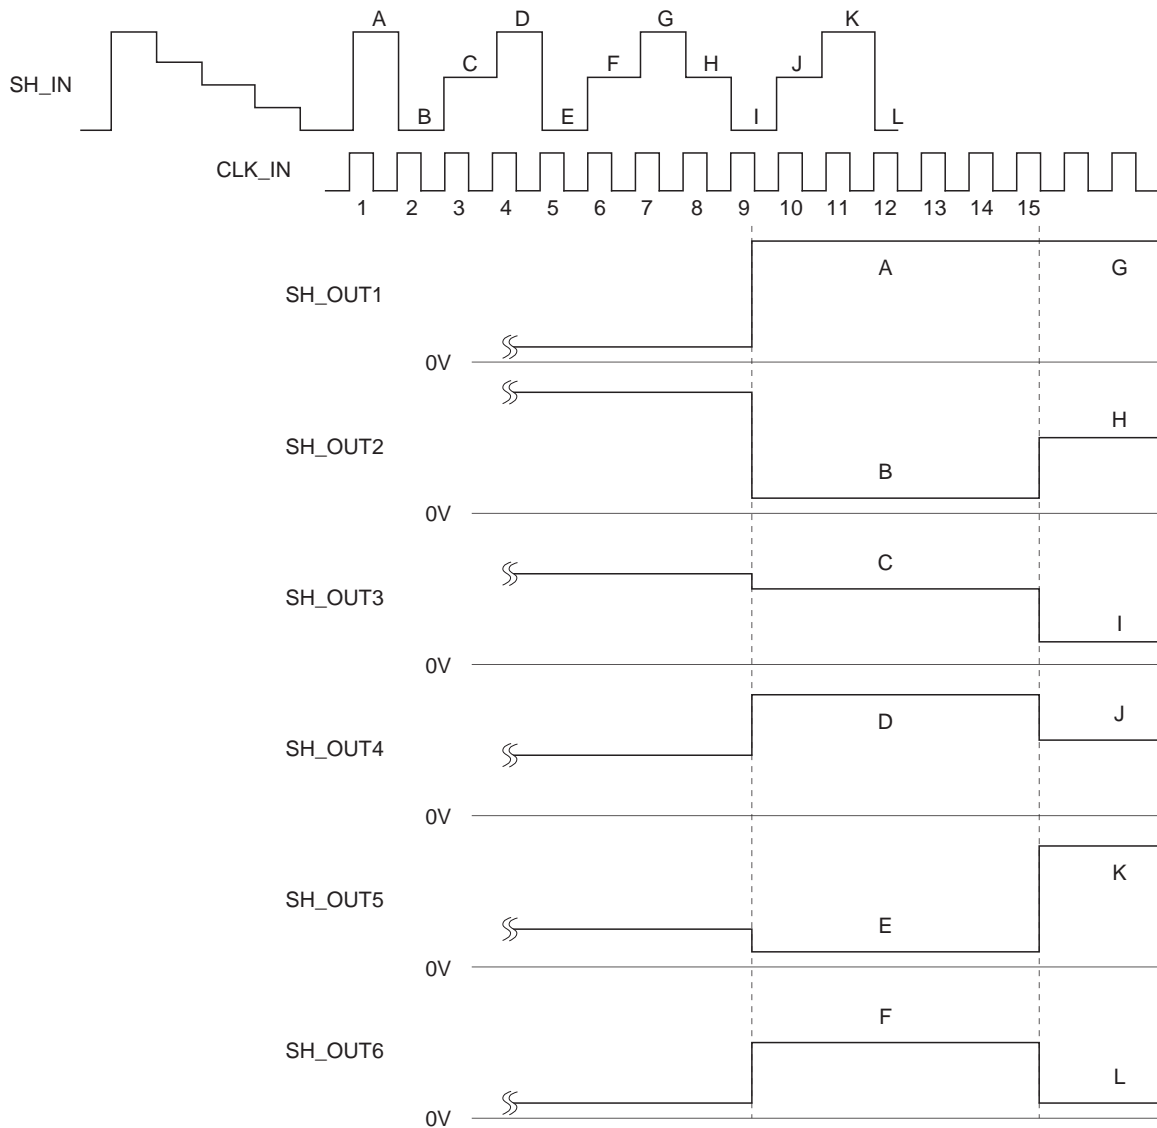 A D G K
C F H J
SH_IN
B E I L
CLK_IN
1 2 3 4 5 6 7 8 9 10 11 12 13 14 15
A G
SH_OUT1
0V
H
SH_OUT2
B
0V
C
SH_OUT3
I
0V
D J
SH_OUT4
0V
K
SH_OUT5
E
0V
F
SH_OUT6
L
0V